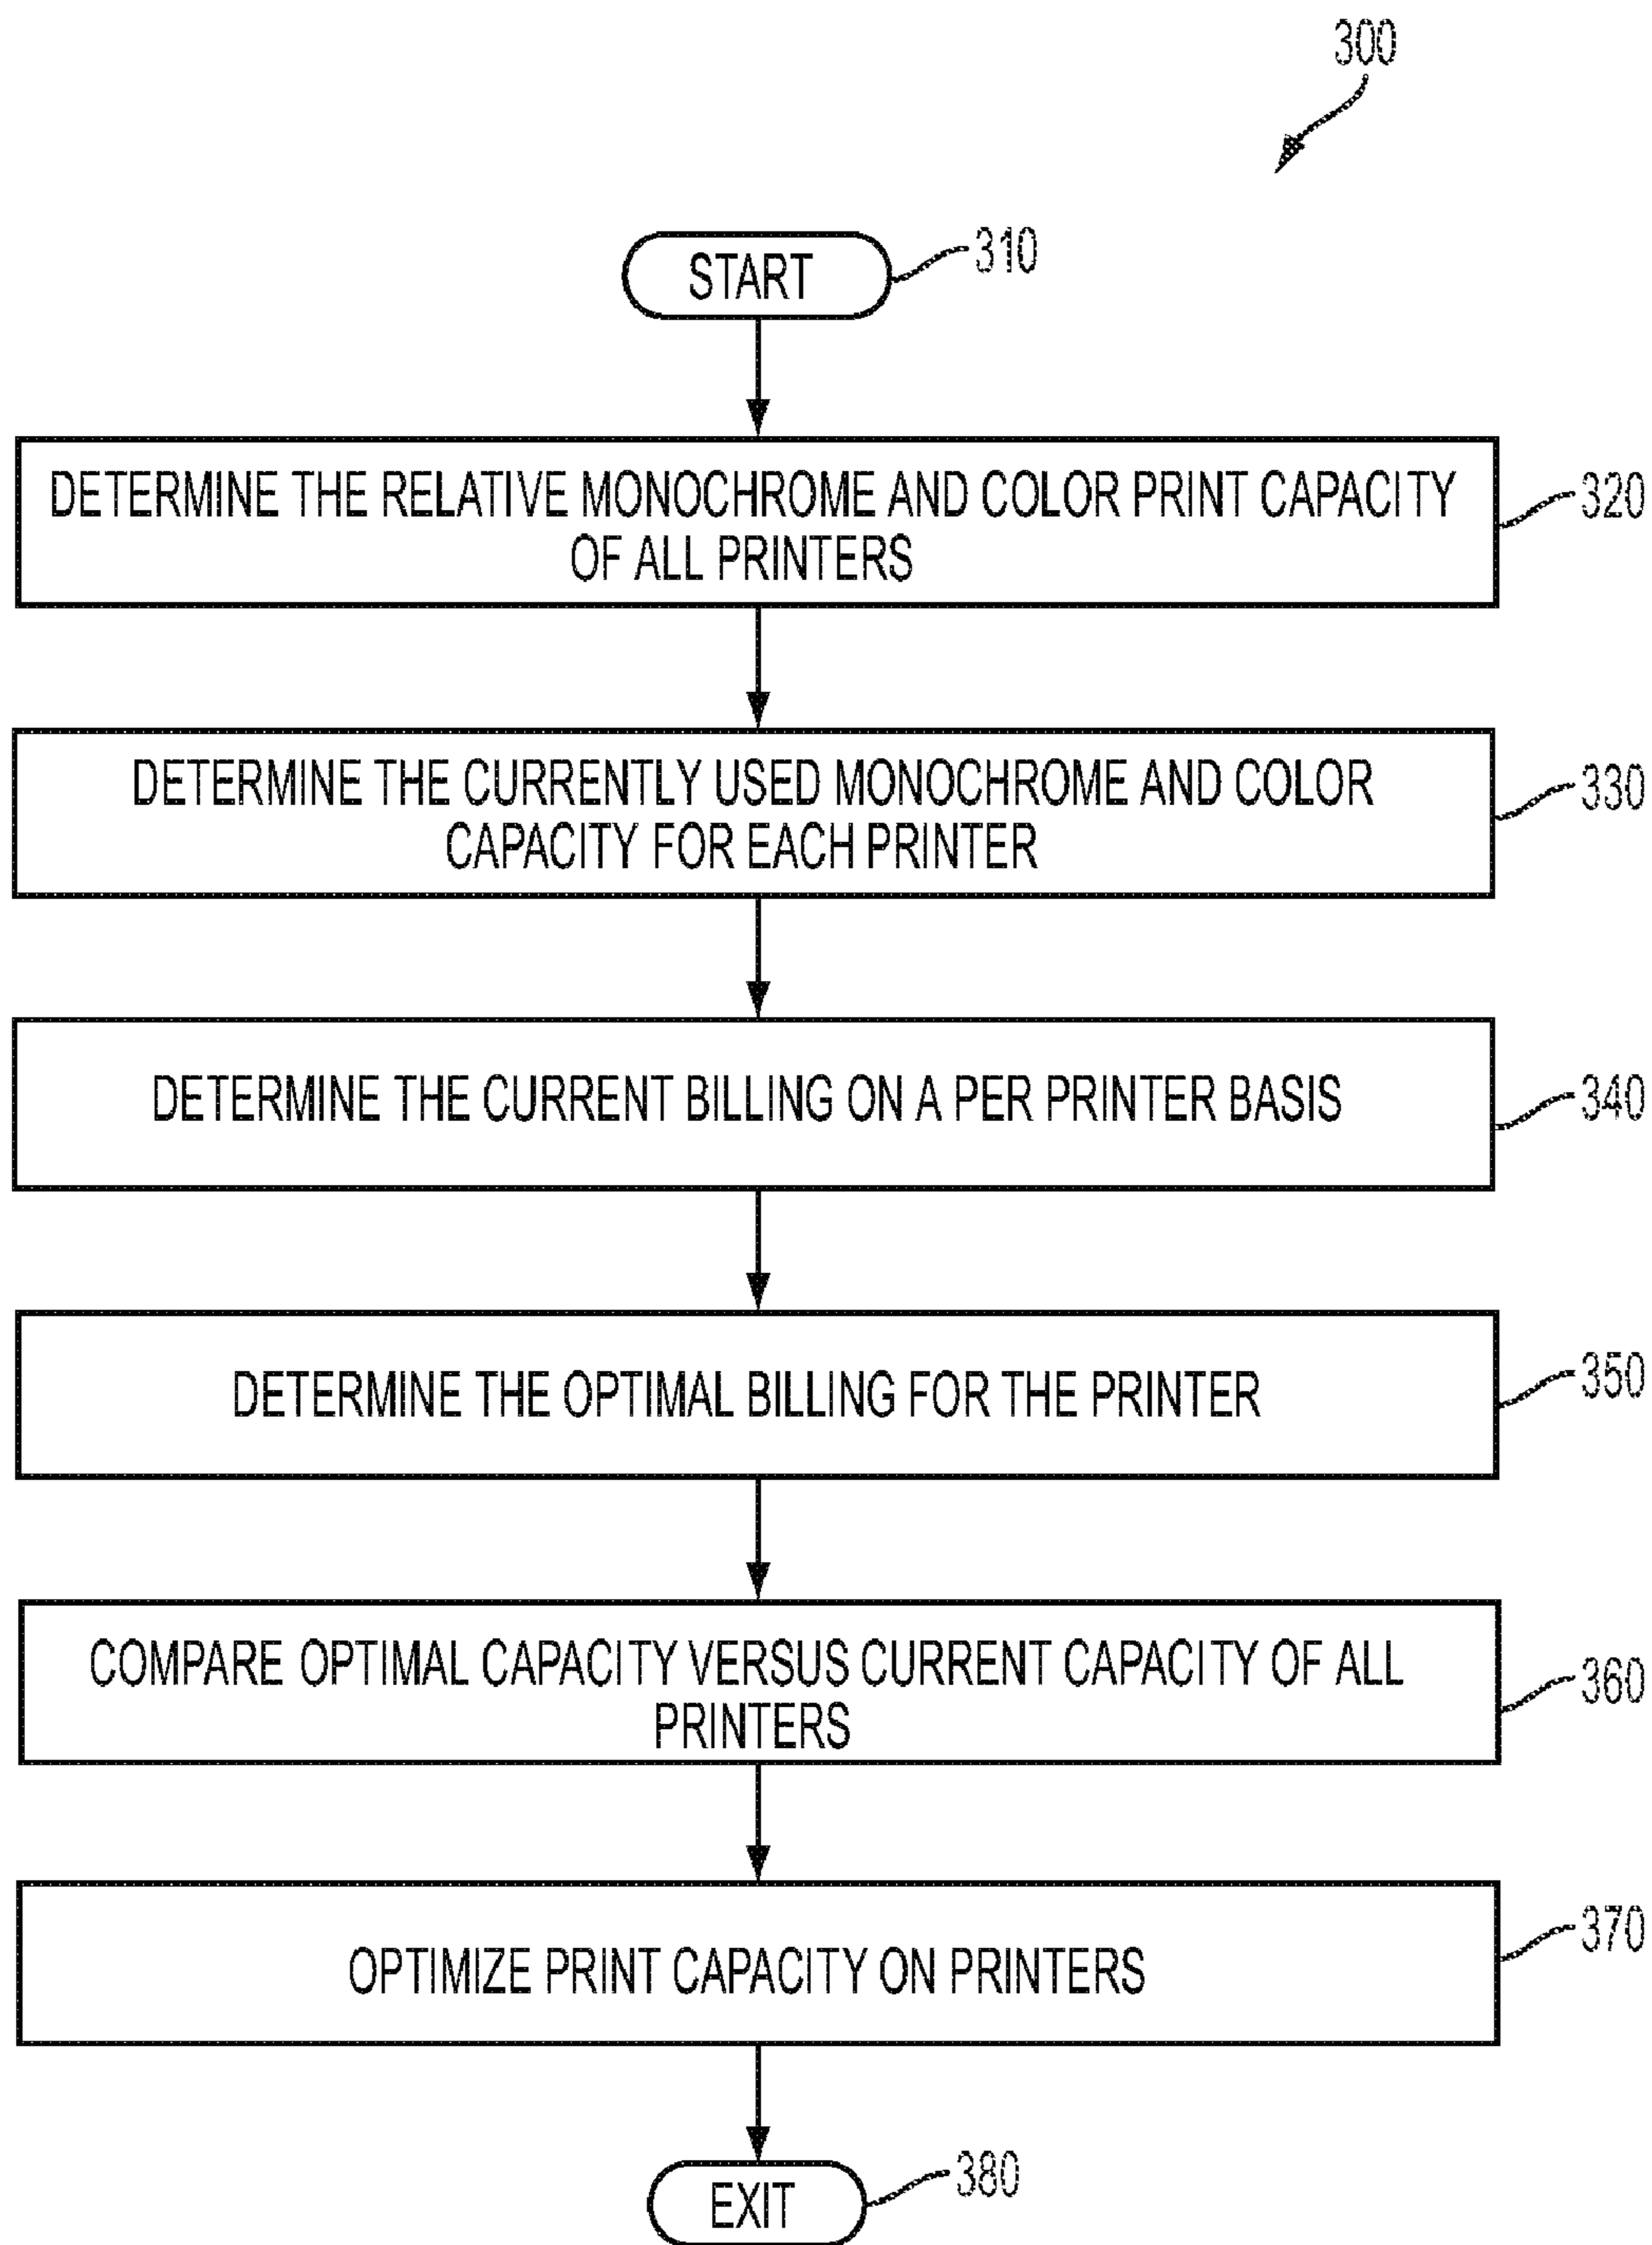 300
START
310
DETERMINE THE RELATIVE MONOCHROME AND COLOR PRINT CAPACITY
OF ALL PRINTERS
320
DETERMINE THE CURRENTLY USED MONOCHROME AND COLOR
CAPACITY FOR EACH PRINTER
330
DETERMINE THE CURRENT BILLING ON A PER PRINTER BASIS
340
DETERMINE THE OPTIMAL BILLING FOR THE PRINTER
350
COMPARE OPTIMAL CAPACITY VERSUS CURRENT CAPACITY OF ALL
PRINTERS
360
OPTIMIZE PRINT CAPACITY ON PRINTERS
370
EXIT
380